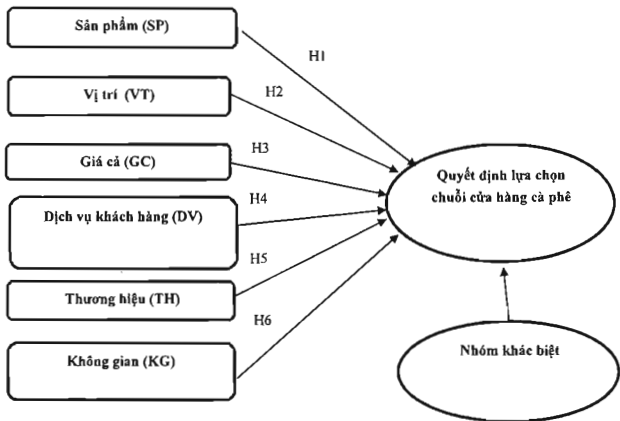 Sản phẩm (SP)
H1
Vị trí (VT)
H2
Giá cả (GC)
H3
Dịch vụ khách hàng (DV)
H4
Thương hiệu (TH)
H5
Không gian (KG)
H6
Quyết định lựa chọn
chuỗi cửa hàng cà phê
Nhóm khác biệt